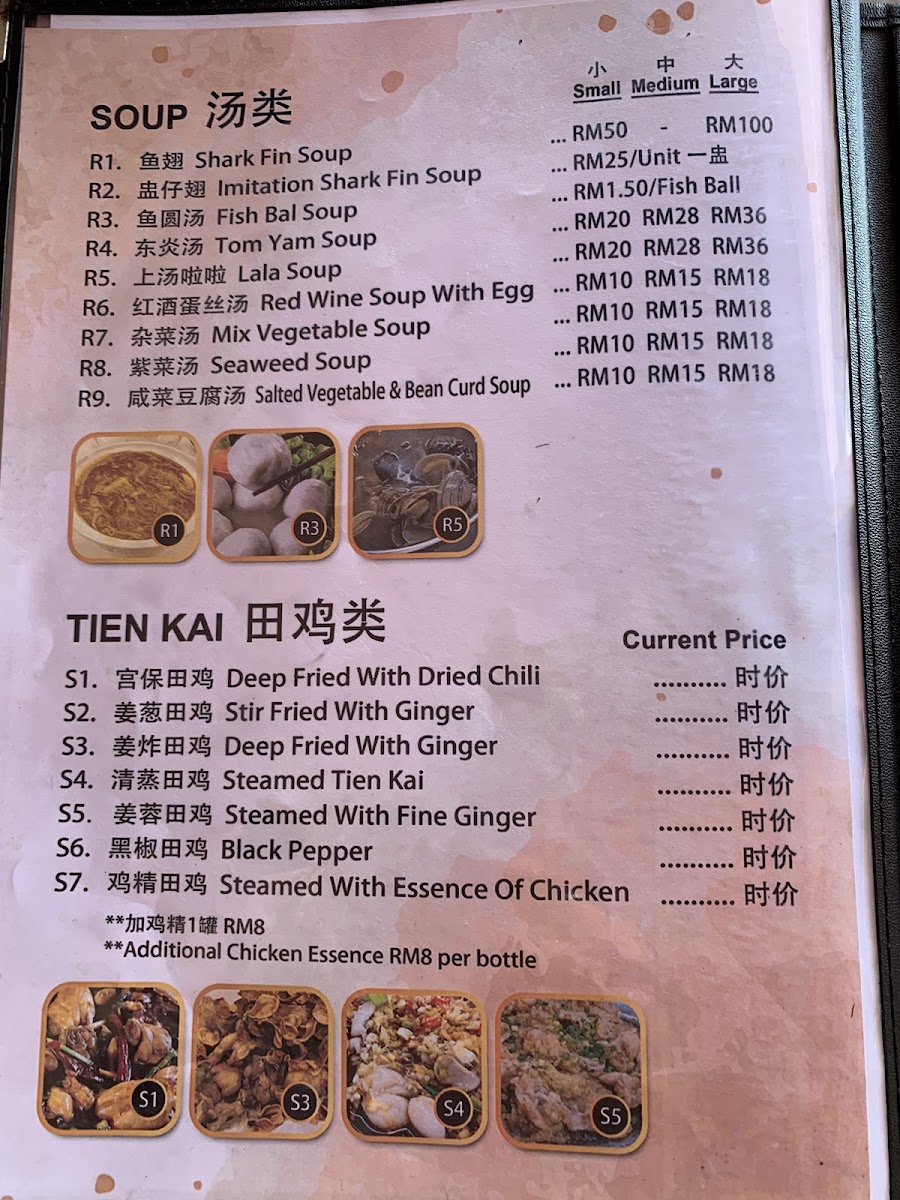 小 中 大
Small Medium Large
SOUP 汤类
R1. 鱼翅 Shark Fin Soup ... RM50 - RM100
R2. 盅仔翅 Imitation Shark Fin Soup ... RM25/Unit 一盅
R3. 鱼圆汤 Fish Bal Soup ... RM1.50/Fish Ball
R4. 东炎汤 Tom Yam Soup ... RM20 RM28 RM36
R5. 上汤啦啦 Lala Soup ... RM20 RM28 RM36
R6. 红酒蛋丝汤 Red Wine Soup With Egg ... RM10 RM15 RM18
R7. 杂菜汤 Mix Vegetable Soup ... RM10 RM15 RM18
R8. 紫菜汤 Seaweed Soup ... RM10 RM15 RM18
R9. 咸菜豆腐汤 Salted Vegetable & Bean Curd Soup ... RM10 RM15 RM18
R1 R3 R5
TIEN KAI 田鸡类 Current Price
S1. 宫保田鸡 Deep Fried With Dried Chili .......... 时价
S2. 姜葱田鸡 Stir Fried With Ginger .......... 时价
S3. 姜炸田鸡 Deep Fried With Ginger .......... 时价
S4. 清蒸田鸡 Steamed Tien Kai .......... 时价
S5. 姜蓉田鸡 Steamed With Fine Ginger .......... 时价
S6. 黑椒田鸡 Black Pepper .......... 时价
S7. 鸡精田鸡 Steamed With Essence Of Chicken .......... 时价
**加鸡精1罐 RM8
**Additional Chicken Essence RM8 per bottle
S1 S3 S4 S5